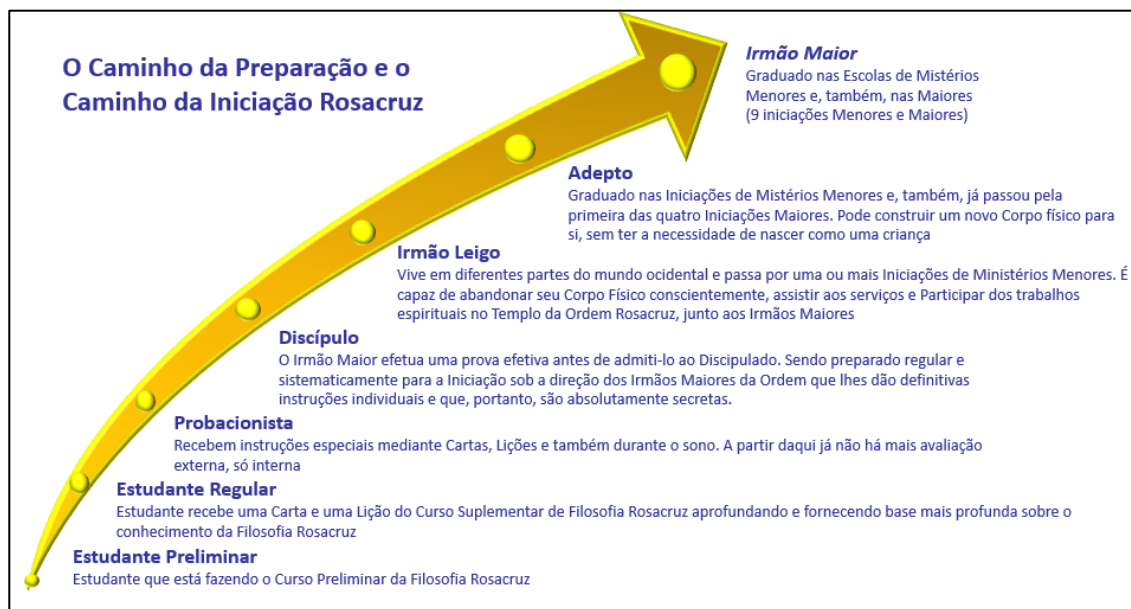 O Caminho da Preparação e o
Caminho da Iniciação Rosacruz
Irmão Maior
Graduado nas Escolas de Mistérios
Menores e, também, nas Maiores
(9 iniciações Menores e Maiores)
Adepto
Graduado nas Iniciações de Mistérios Menores e, também, já passou pela
primeira das quatro Iniciações Maiores. Pode construir um novo Corpo físico para
si, sem ter a necessidade de nascer como uma criança
Irmão Leigo
Vive em diferentes partes do mundo ocidental e passa por uma ou mais Iniciações de Ministérios Menores. É
capaz de abandonar seu Corpo Físico conscientemente, assistir aos serviços e Participar dos trabalhos
espirituais no Templo da Ordem Rosacruz, junto aos Irmãos Maiores
Discípulo
O Irmão Maior efetua uma prova efetiva antes de admiti-lo ao Discipulado. Sendo preparado regular e
sistematicamente para a Iniciação sob a direção dos Irmãos Maiores da Ordem que lhes dão definitivas
instruções individuais e que, portanto, são absolutamente secretas.
Probacionista
Recebem instruções especiais mediante Cartas, Lições e também durante o sono. A partir daqui já não há mais avaliação
externa, só interna
Estudante Regular
Estudante recebe uma Carta e uma Lição do Curso Suplementar de Filosofia Rosacruz aprofundando e fornecendo base mais profunda sobre o
conhecimento da Filosofia Rosacruz
Estudante Preliminar
Estudante que está fazendo o Curso Preliminar da Filosofia Rosacruz